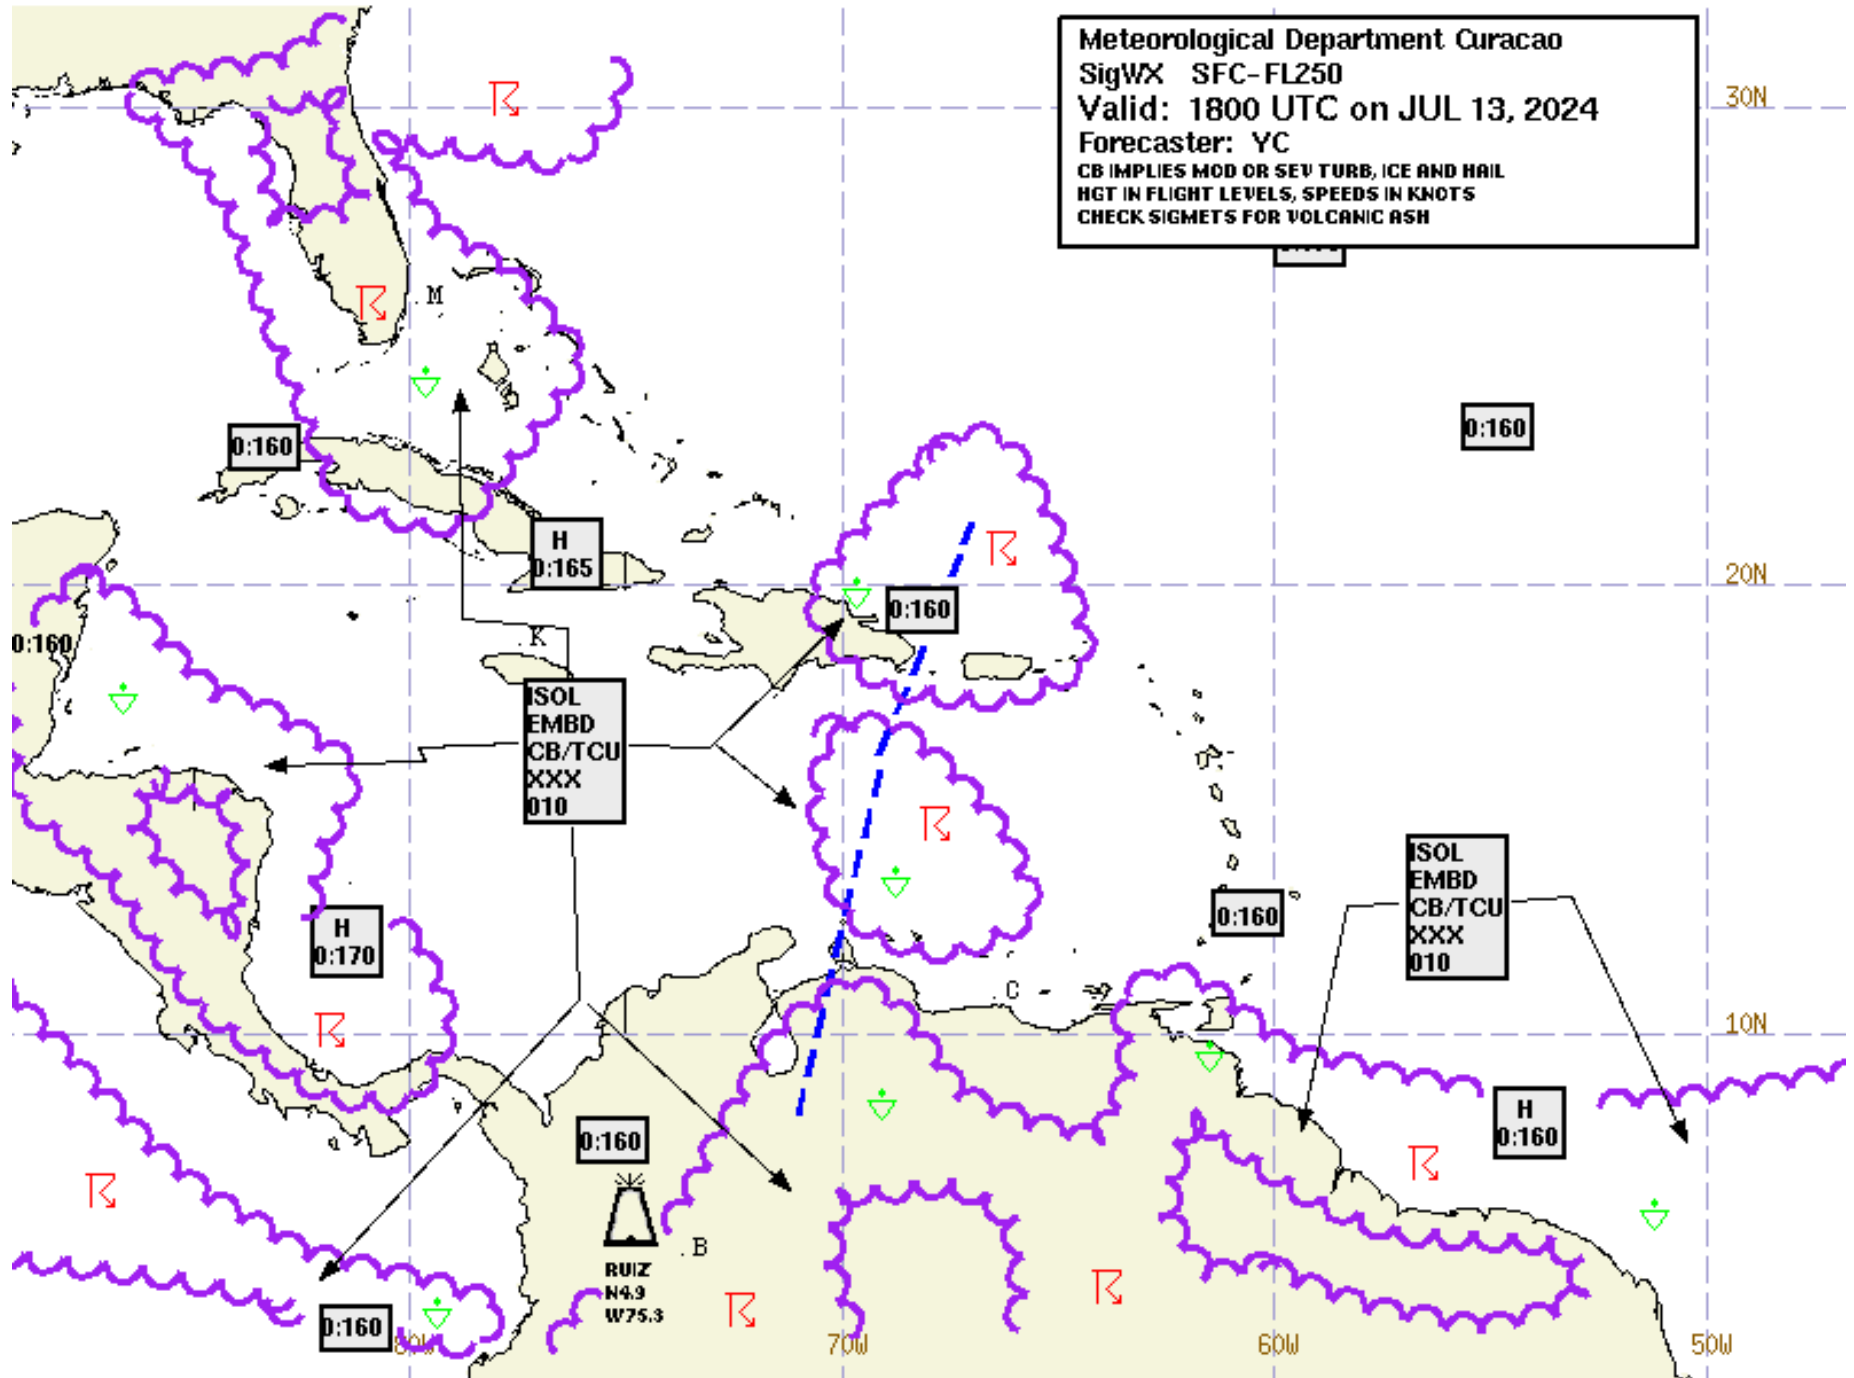 Meteorological Department Curacao
SigWX SFC-FL250
Valid: 1800 UTC on JUL 13, 2024
Forecaster: YC
CB IMPLIES MOD OR SEV TURB, ICE AND HAIL
HGT IN FLIGHT LEVELS, SPEEDS IN KNOTS
CHECK SIGMETS FOR VOLCANIC ASH
30N
M
0:160
0:160
H
0:165
20N
0:160
K
0:160
ISOL
EMBD
CB/TCU
XXX
010
ISOL
EMBD
CB/TCU
XXX
010
0:160
H
0:170
C
10N
H
0:160
0:160
.B
RUIZ
N4.9
W75.3
0:160
80W
70W
60W
50W